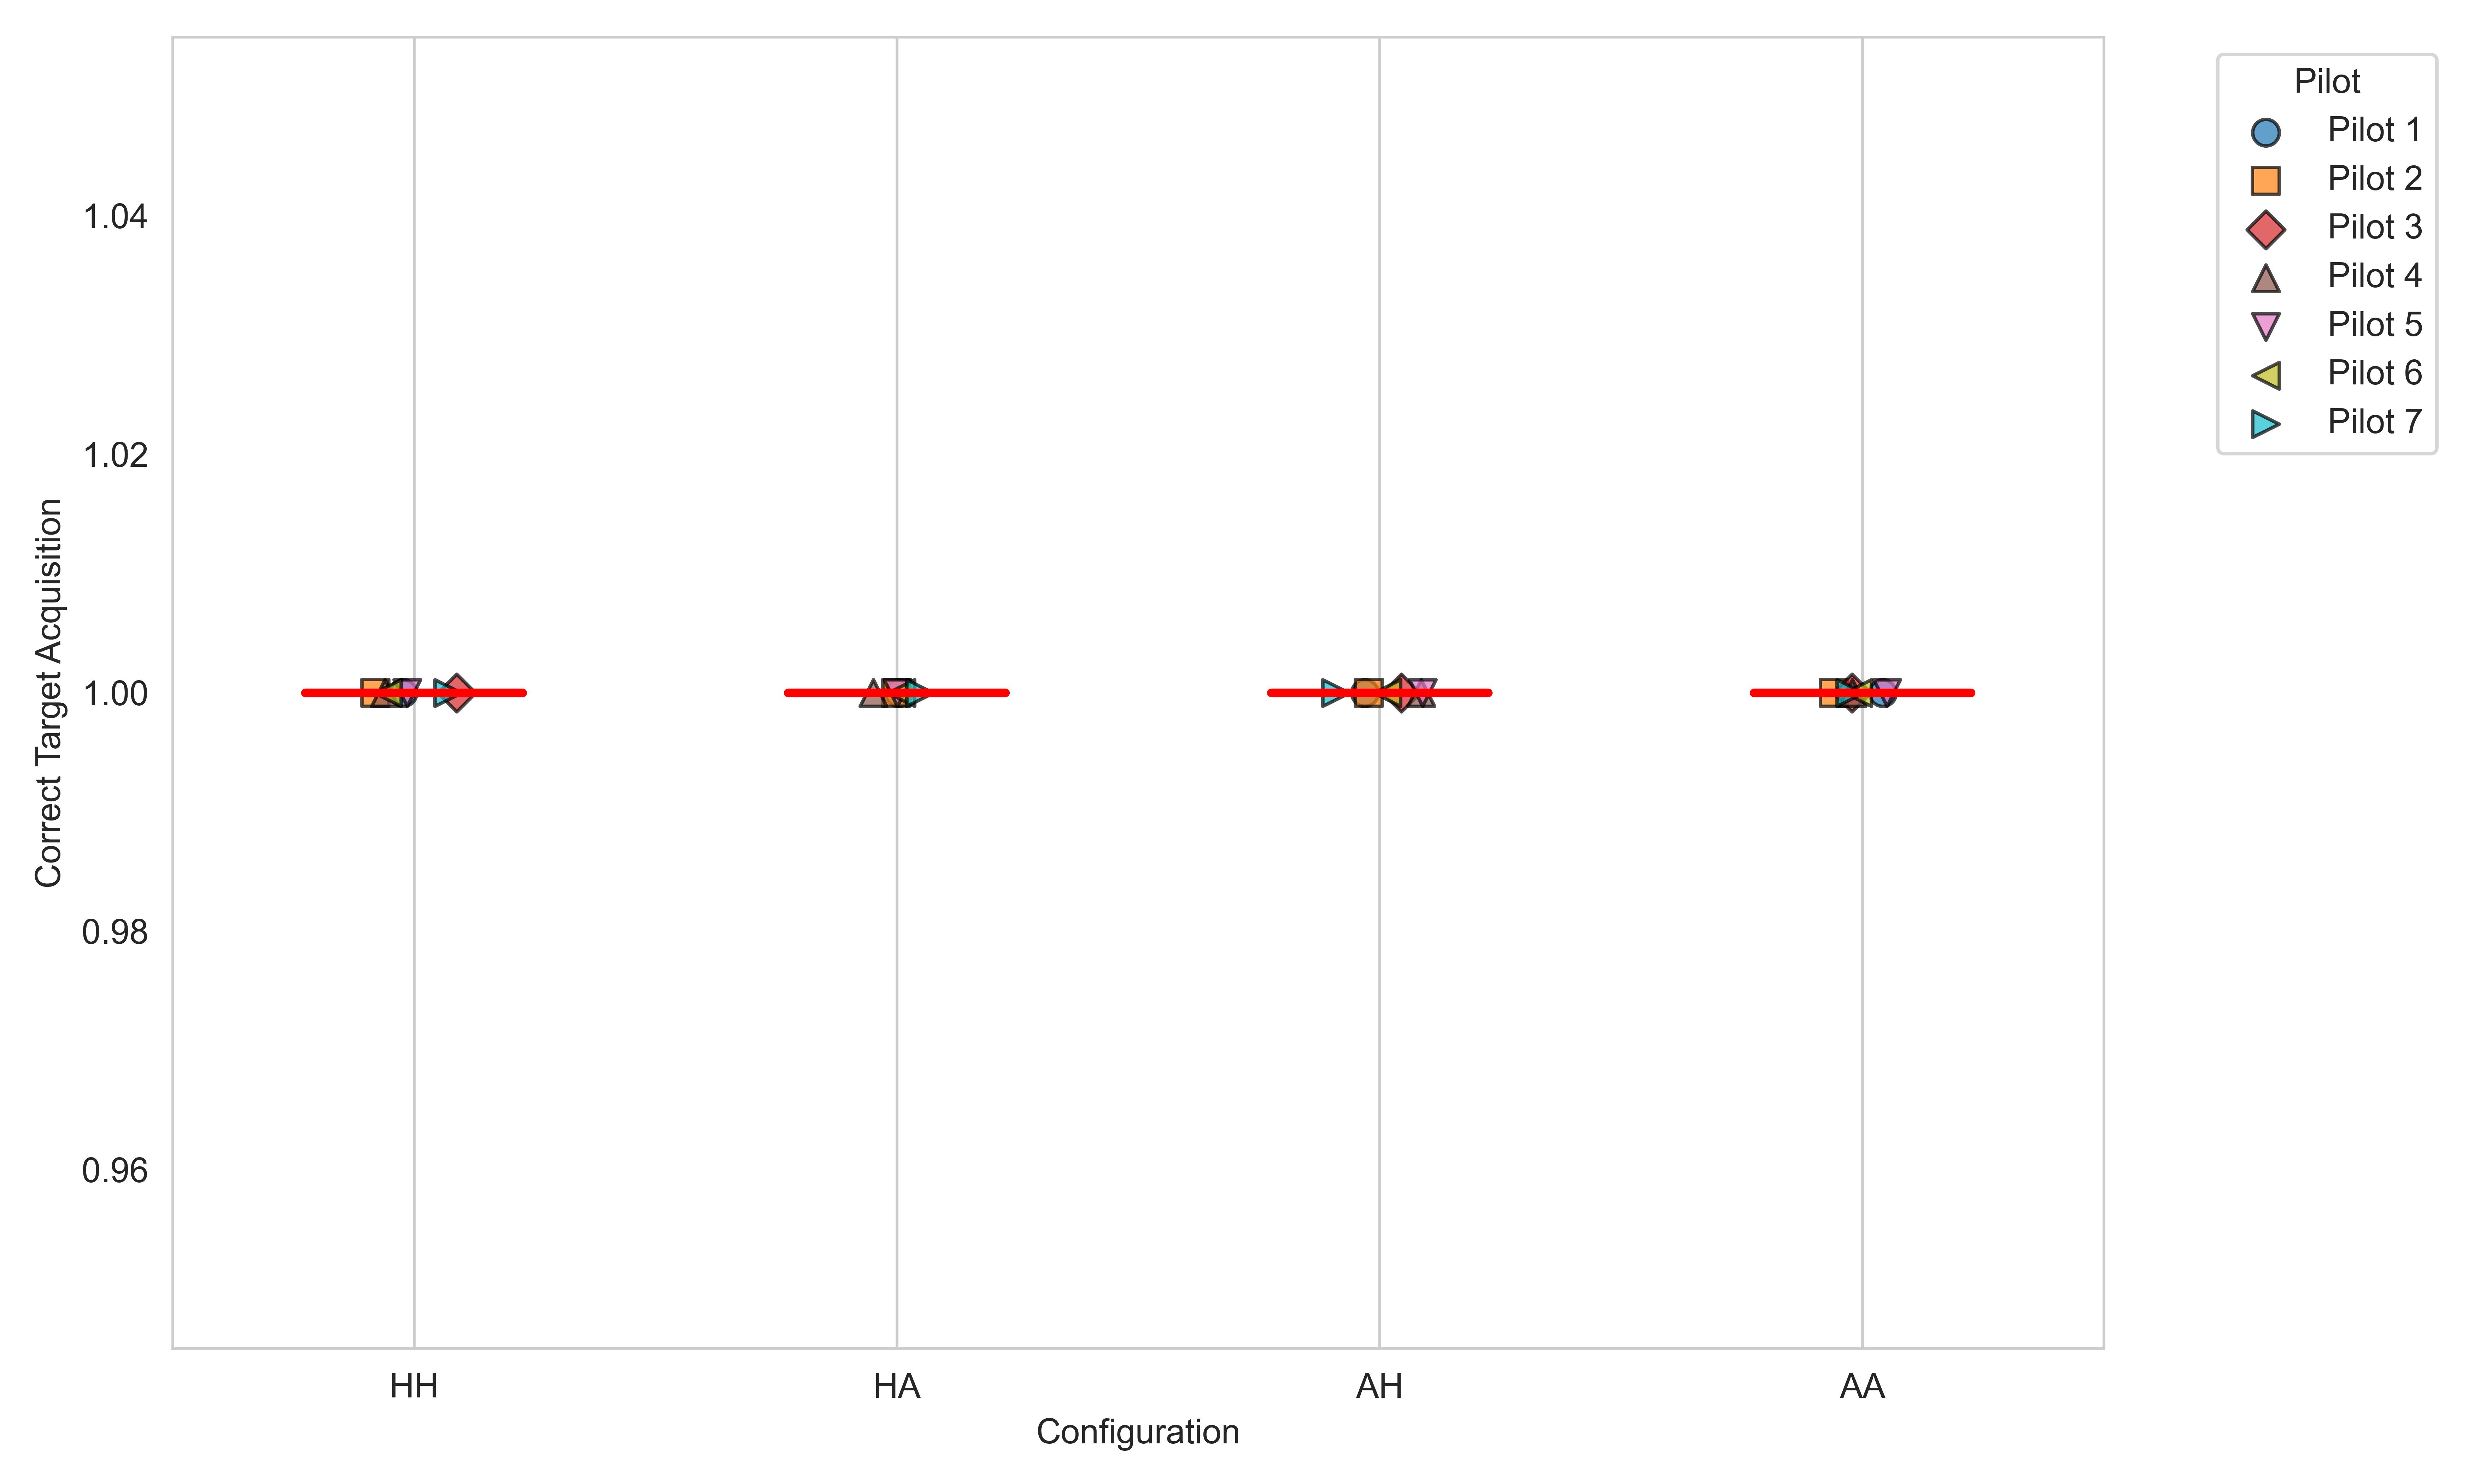 Pilot
Pilot 1
Pilot 2
Pilot 3
Pilot 4
Pilot 5
Pilot 6
Pilot 7
Correct Target Acquisition
1.04
1.02
1.00
0.98
0.96
HH
HA
AH
AA
Configuration